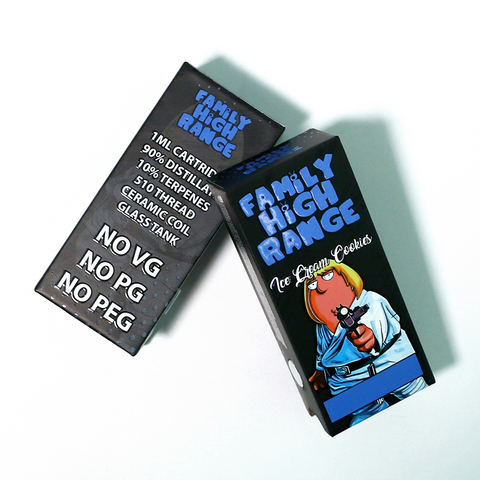 FAMiLY
HiGH
RANGE
1ML CARTRID
90% DISTILLAT
10% TERPENES
510 THREAD
CERAMIC COIL
GLASS TANK
NO VG
NO PG
NO PEG
FAMiLY
HiGH
RANGE
Ice Cream Cookies